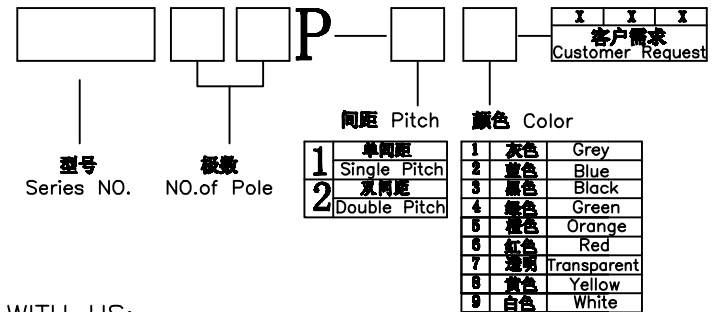 P
X X X
客户需求
Customer Request
间距 Pitch
颜色 Color
型号
Series NO.
极数
NO.of Pole
1 单间距
Single Pitch
2 双间距
Double Pitch
1 灰色 Grey
2 蓝色 Blue
3 黑色 Black
4 绿色 Green
5 橙色 Orange
6 红色 Red
7 透明 Transparent
8 黄色 Yellow
9 白色 White
WITH US: